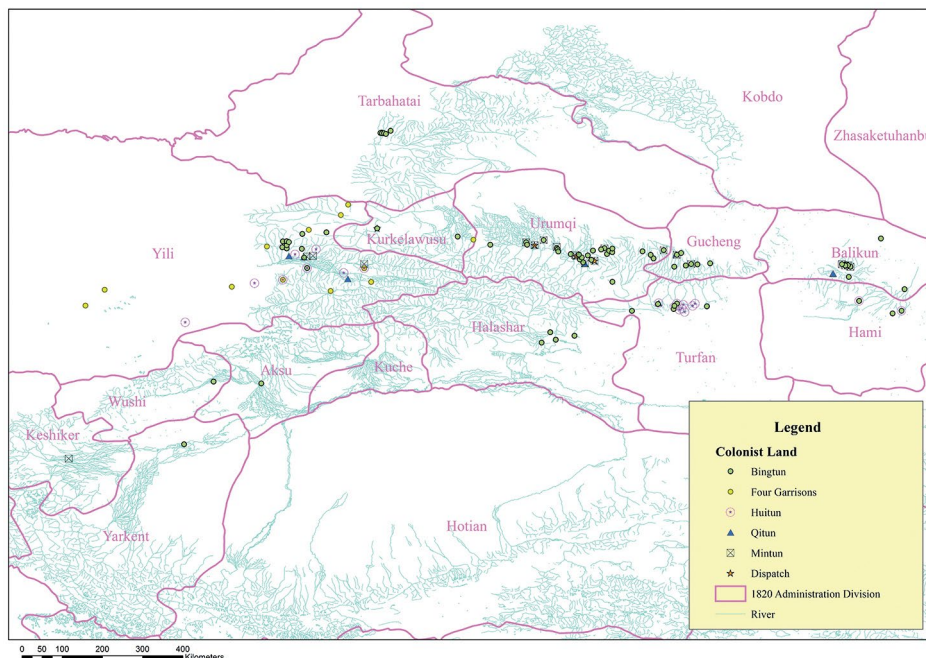 Tarbahatai
Kobdo
Zhasaketuhanbu
Urumqi
Kurkelawusu
Gucheng
Yili
Balikun
Halashar
Hami
Kuche
Turfan
Aksu
Wushi
Keshiker
Hotian
Yarkent
Legend
Colonist Land
Bingtun
Four Garrisons
Huitun
Qitun
Mintun
Dispatch
1820 Administration Division
River
0 50 100 200 300 400
Kilometers